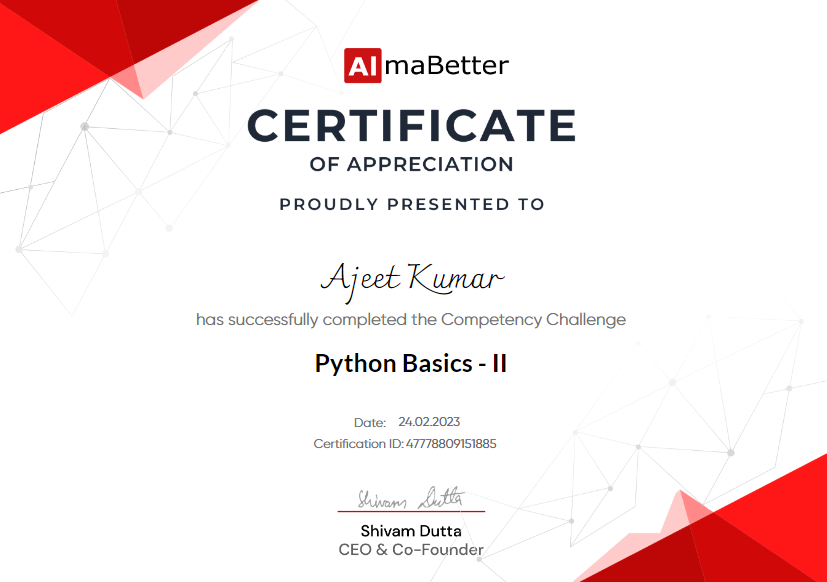 AlmaBetter
CERTIFICATE
OF APPRECIATION
PROUDLY PRESENTED TO
Ajeet Kumar
has successfully completed the Competency Challenge
Python Basics - II
Date: 24.02.2023
Certification ID: 47778809151885
Shivam Dutta
Shivam Dutta
CEO & Co-Founder